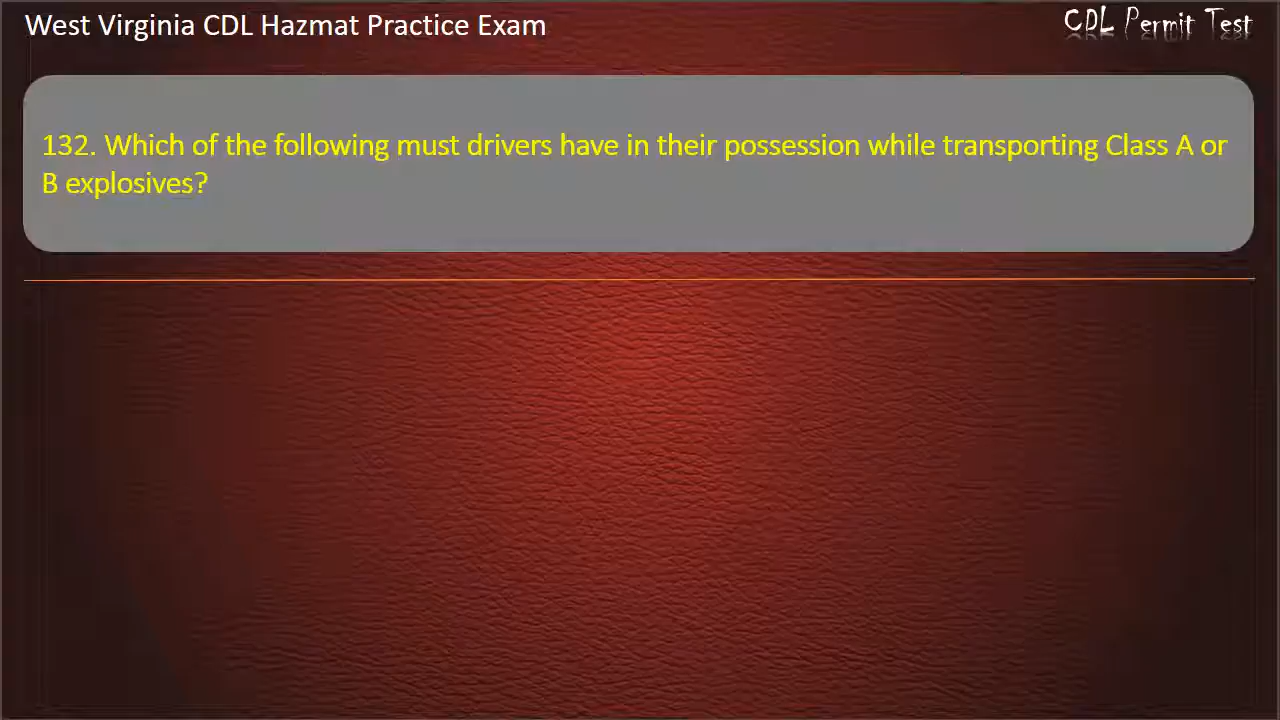 West Virginia CDL Hazmat Practice Exam
CDL Permit Test
132. Which of the following must drivers have in their possession while transporting Class A or
B explosives?